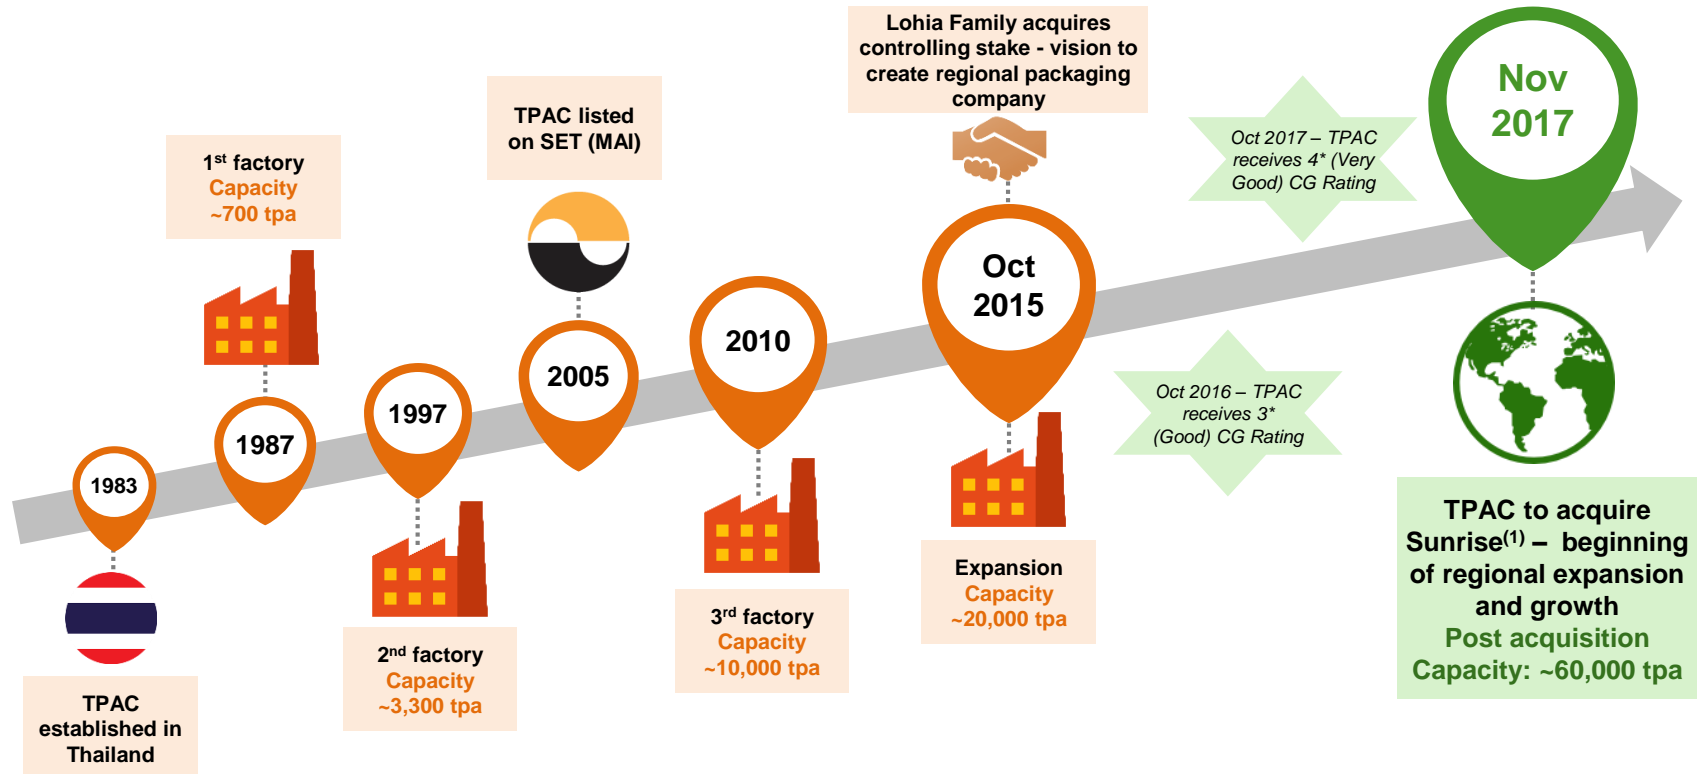 1983
TPAC
established in
Thailand
1st factory
Capacity
~700 tpa
1987
1997
2nd factory
Capacity
~3,300 tpa
TPAC listed
on SET (MAI)
2005
2010
3rd factory
Capacity
~10,000 tpa
Lohia Family acquires
controlling stake - vision to
create regional packaging
company
Oct
2015
Expansion
Capacity
~20,000 tpa
Oct 2016 – TPAC
receives 3*
(Good) CG Rating
Oct 2017 – TPAC
receives 4* (Very
Good) CG Rating
Nov
2017
TPAC to acquire
Sunrise(1) – beginning
of regional expansion
and growth
Post acquisition
Capacity: ~60,000 tpa